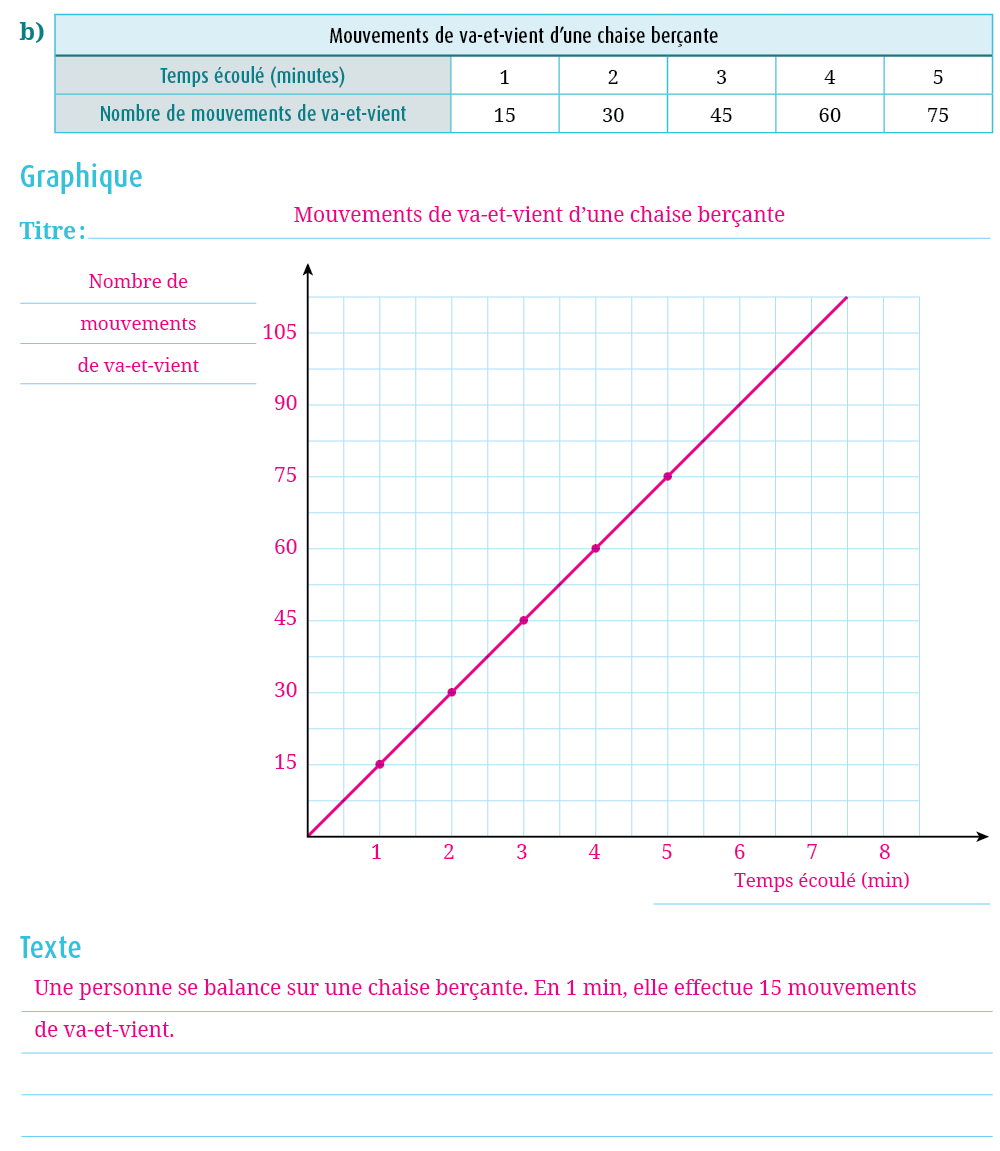 b)
Mouvements de va-et-vient d’une chaise berçante
Temps écoulé (minutes) 1 2 3 4 5
Nombre de mouvements de va-et-vient 15 30 45 60 75
Graphique
Titre : Mouvements de va-et-vient d’une chaise berçante
Nombre de
mouvements
de va-et-vient
105
90
75
60
45
30
15
1 2 3 4 5 6 7 8
Temps écoulé (min)
Texte
Une personne se balance sur une chaise berçante. En 1 min, elle effectue 15 mouvements
de va-et-vient.